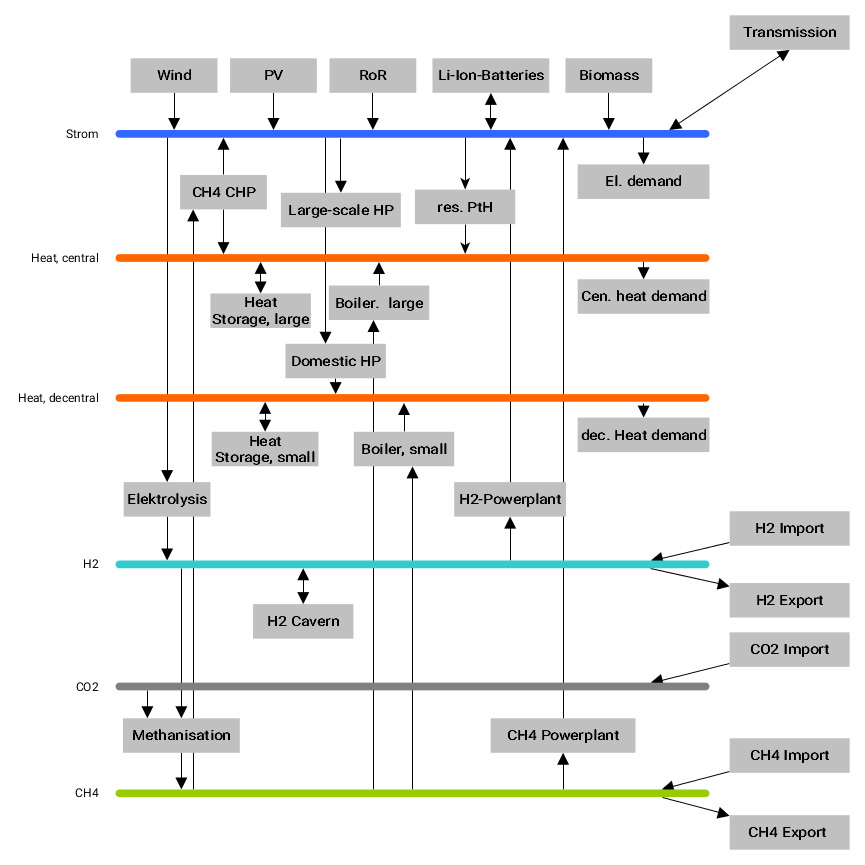 Transmission
Wind
PV
RoR
Li-Ion-Batteries
Biomass
Strom
CH4 CHP
Large-scale HP
res. PtH
El. demand
Heat, central
Heat
Storage, large
Boiler.  large
Cen. heat demand
Domestic HP
Heat, decentral
Heat
Storage, small
Boiler, small
dec. Heat demand
Elektrolysis
H2-Powerplant
H2 Import
H2
H2 Export
H2 Cavern
CO2 Import
CO2
Methanisation
CH4 Powerplant
CH4 Import
CH4
CH4 Export